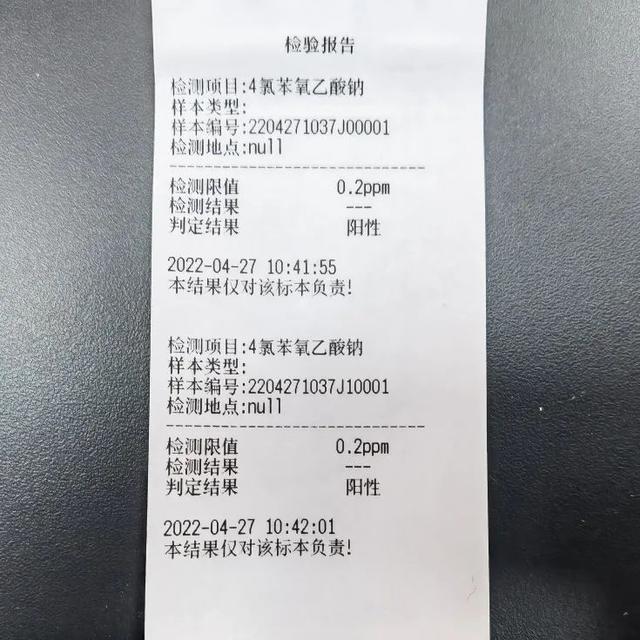 检验报告
检测项目:4氯苯氧乙酸钠
样本类型:
样本编号:2204271037J00001
检测地点:null
--------------------------------
检测限值 0.2ppm
检测结果 ---
判定结果 阳性
2022-04-27 10:41:55
本结果仅对该标本负责!
检测项目:4氯苯氧乙酸钠
样本类型:
样本编号:2204271037J10001
检测地点:null
--------------------------------
检测限值 0.2ppm
检测结果 ---
判定结果 阳性
2022-04-27 10:42:01
本结果仅对该标本负责!